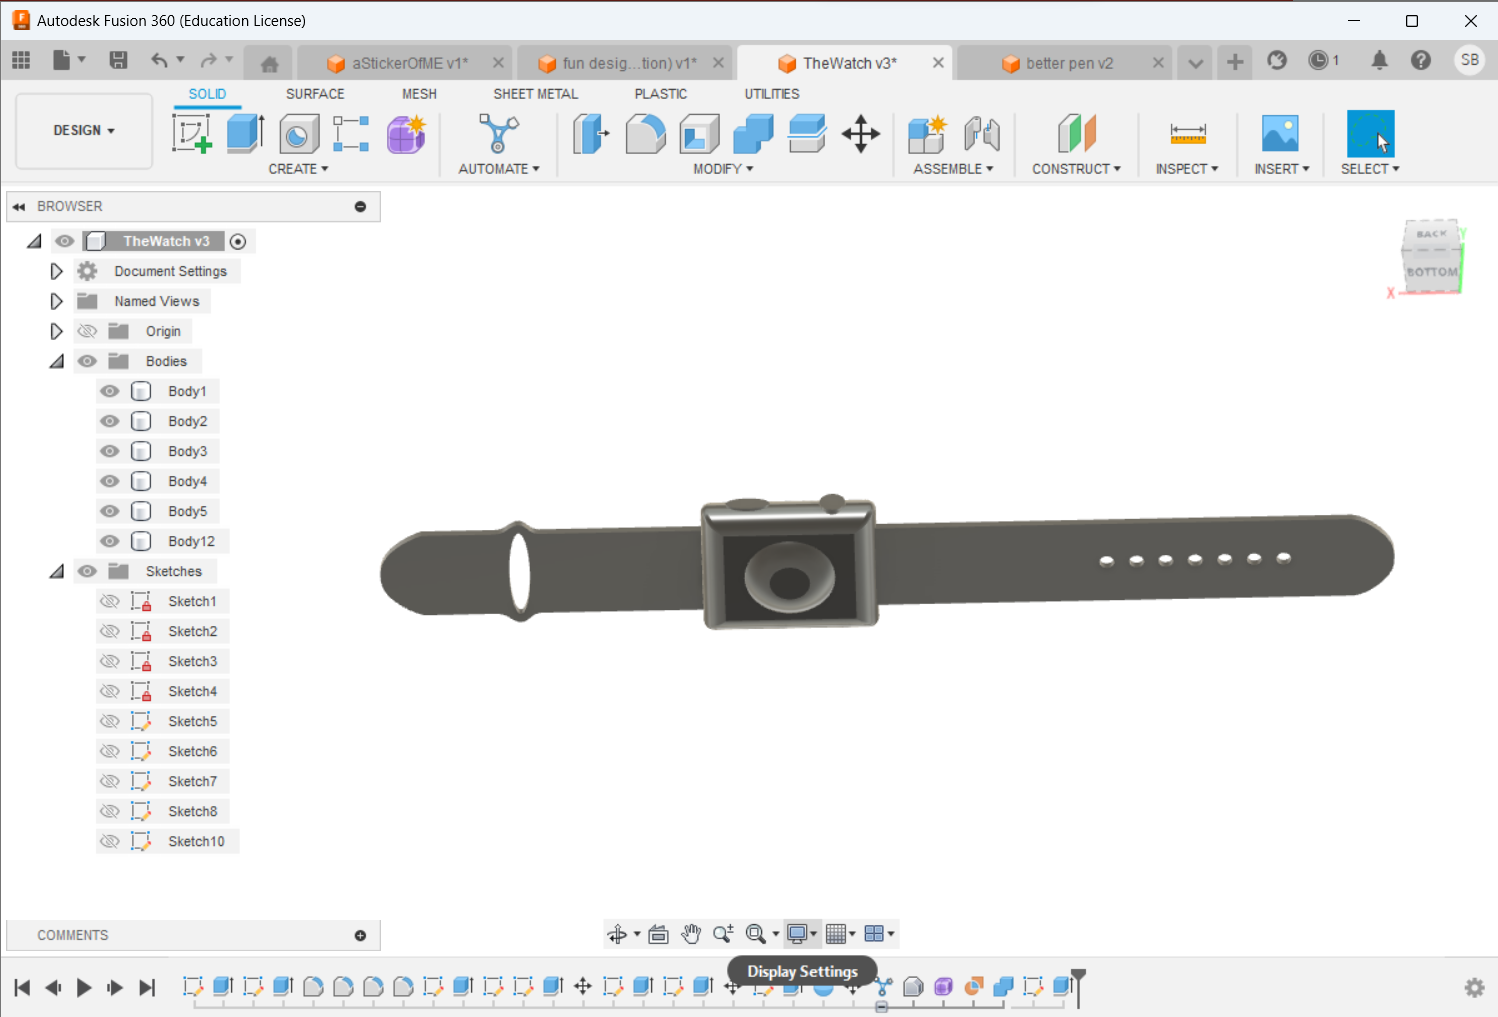 Autodesk Fusion 360 (Education License)
aStickerOfME v1*
fun desig...tion) v1*
TheWatch v3*
better pen v2
1
SB
DESIGN
SOLID
SURFACE
MESH
SHEET METAL
PLASTIC
UTILITIES
CREATE
AUTOMATE
MODIFY
ASSEMBLE
CONSTRUCT
INSPECT
INSERT
SELECT
BROWSER
TheWatch v3
Document Settings
Named Views
Origin
Bodies
Body1
Body2
Body3
Body4
Body5
Body12
Sketches
Sketch1
Sketch2
Sketch3
Sketch4
Sketch5
Sketch6
Sketch7
Sketch8
Sketch10
BACK
Y
BOTTOM
X
COMMENTS
Display Settings